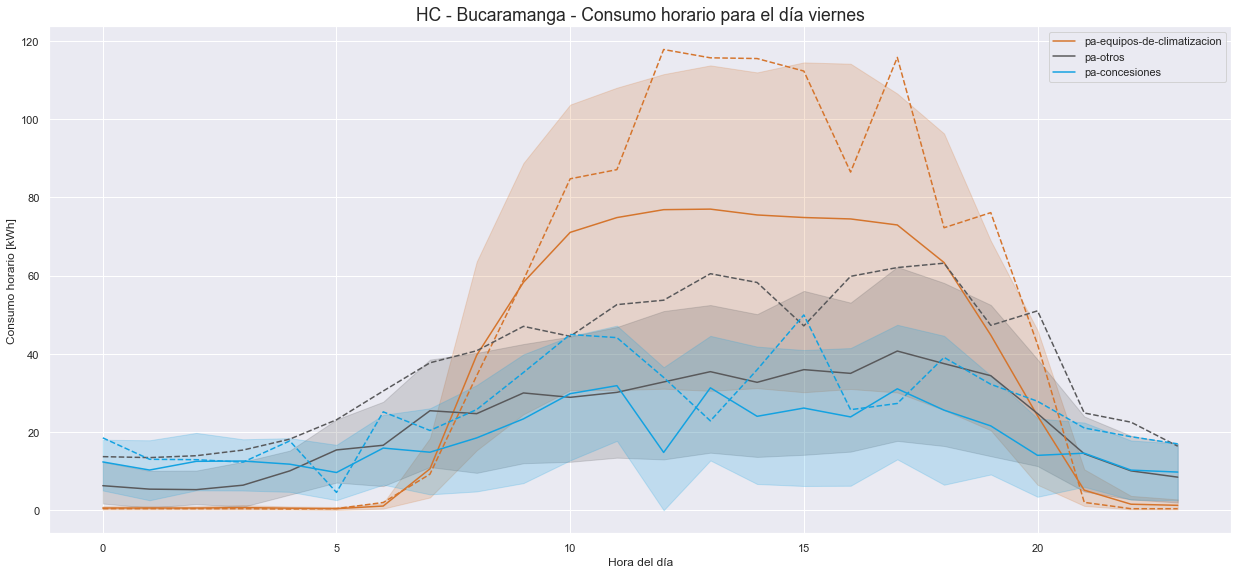 HC - Bucaramanga - Consumo horario para el día viernes
pa-equipos-de-climatizacion
pa-otros
pa-concesiones
Consumo horario [kWh]
120
100
80
60
40
20
0
0 5 10 15 20
Hora del día